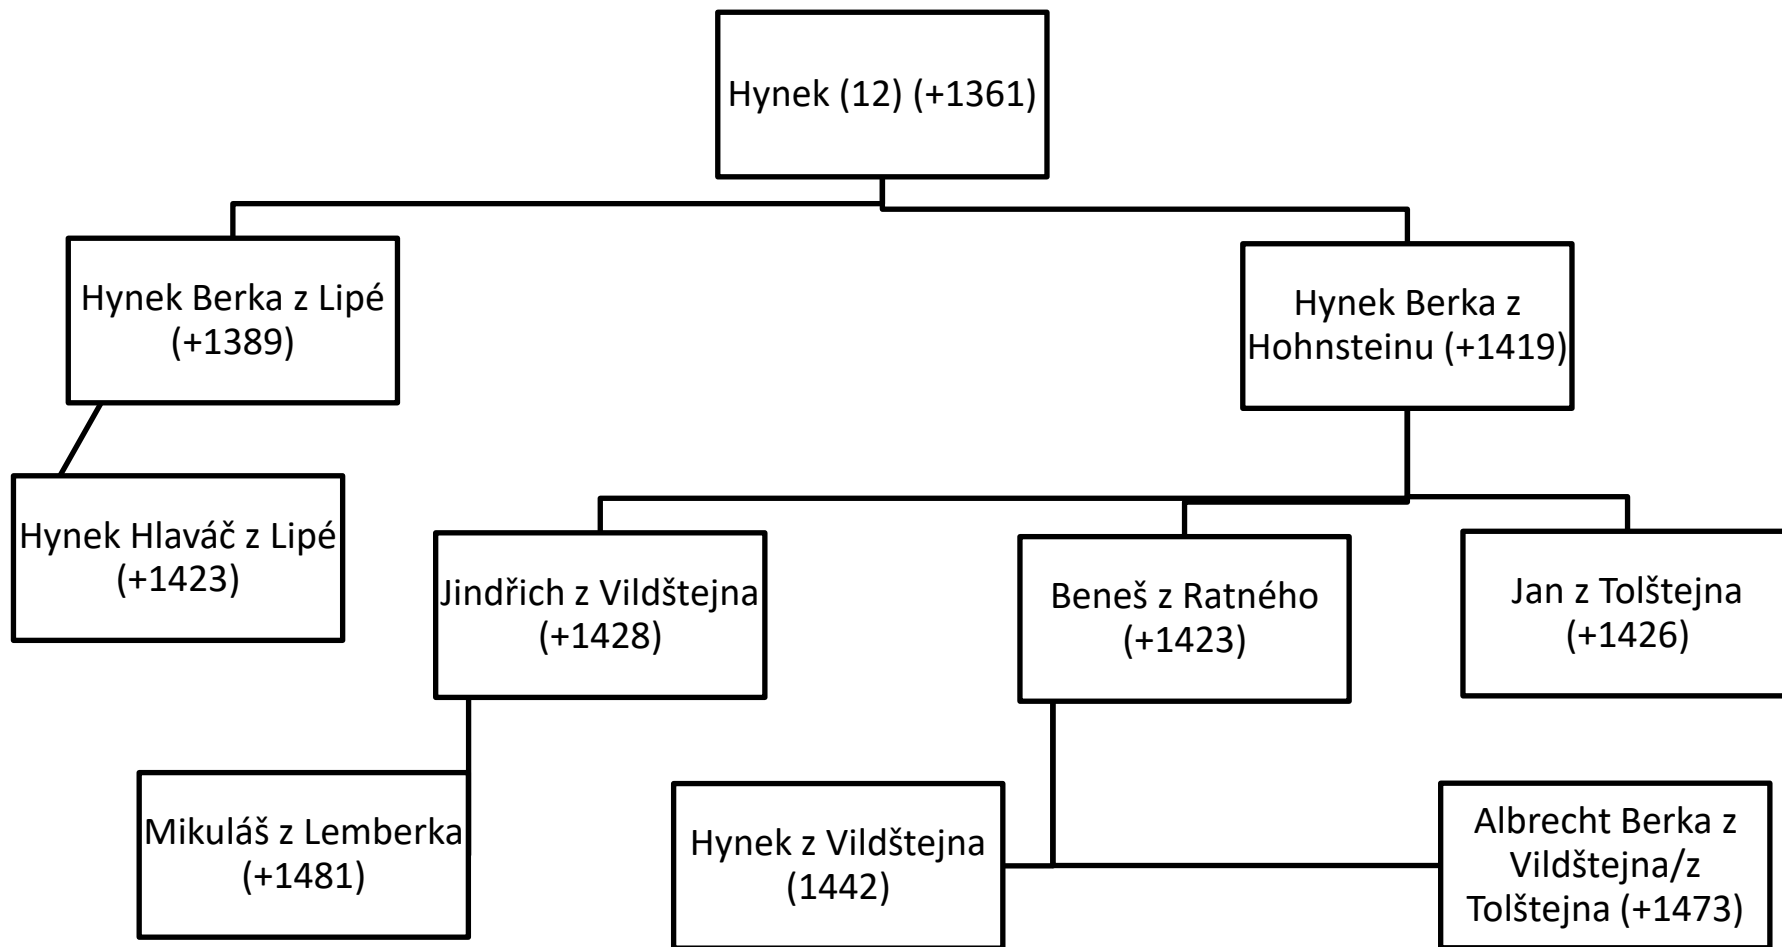 Hynek (12) (+1361)
Hynek Berka z Lipé
(+1389)
Hynek Berka z
Hohnsteinu (+1419)
Hynek Hlaváč z Lipé
(+1423)
Jindřich z Vildštejna
(+1428)
Beneš z Ratného
(+1423)
Jan z Tolštejna
(+1426)
Mikuláš z Lemberka
(+1481)
Hynek z Vildštejna
(1442)
Albrecht Berka z
Vildštejna/z
Tolštejna (+1473)